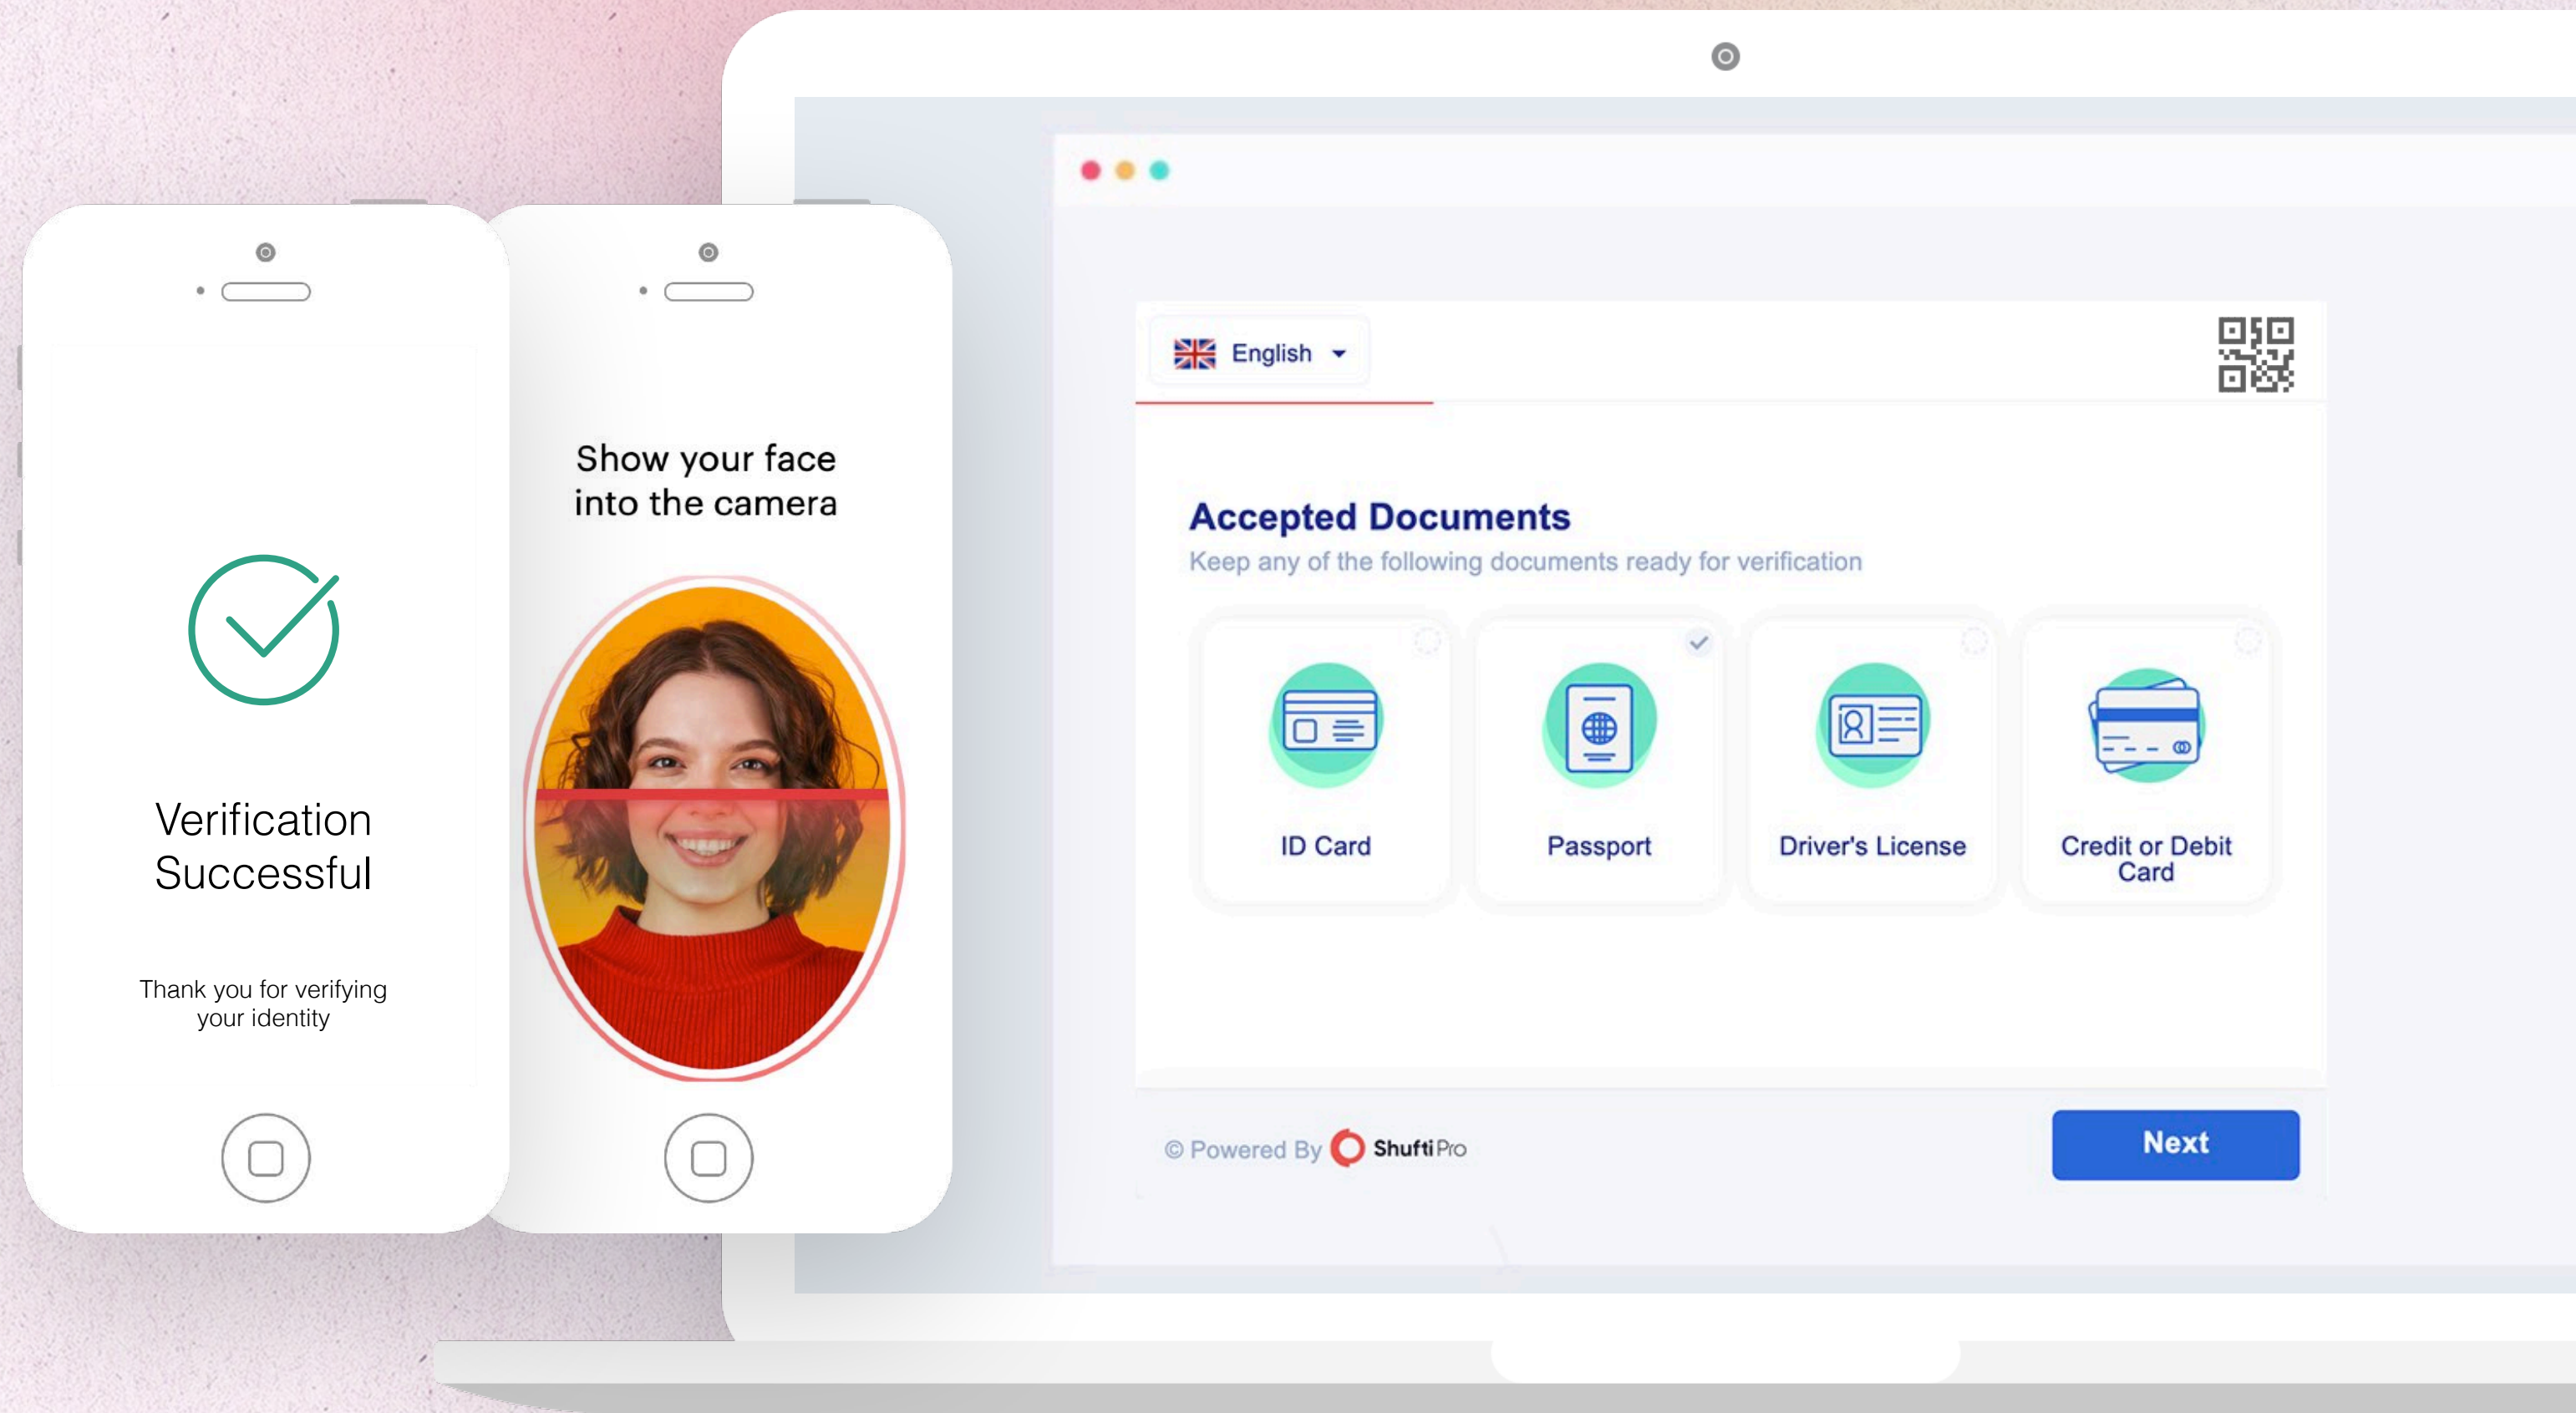 Verification
Successful
Thank you for verifying
your identity
Show your face
into the camera
English
Accepted Documents
Keep any of the following documents ready for verification
ID Card
Passport
Driver's License
Credit or Debit
Card
© Powered By Shufti Pro
Next